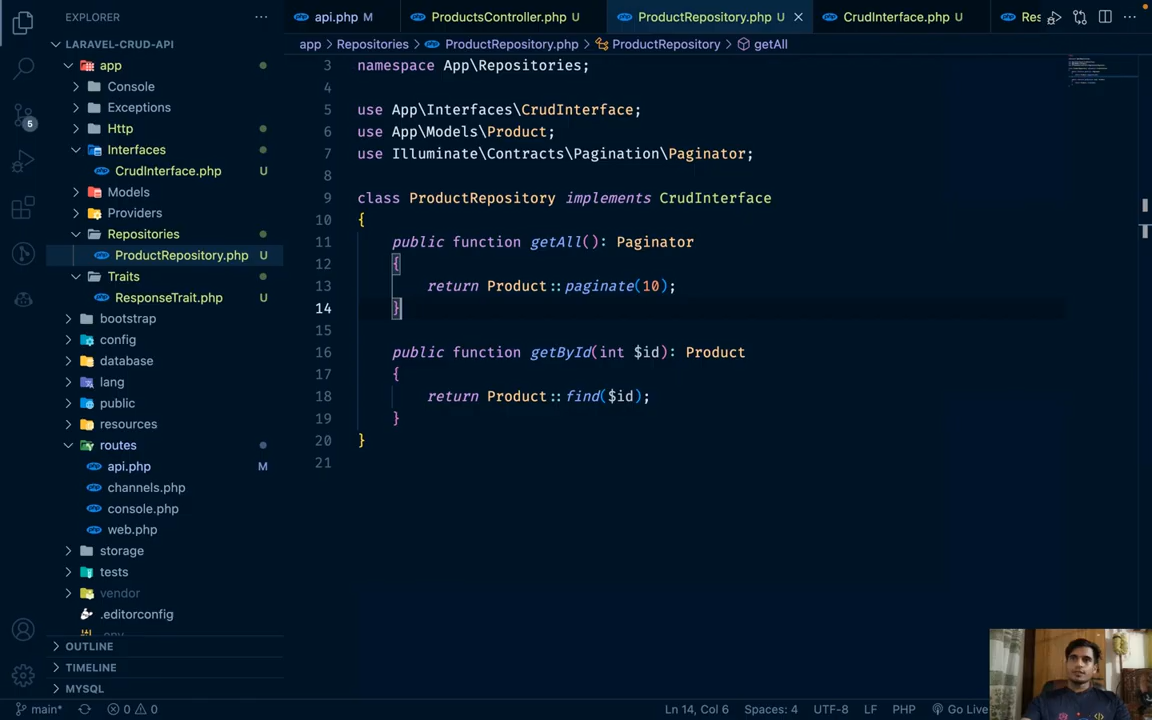 EXPLORER
LARAVEL-CRUD-API
app
Console
Exceptions
Http
Interfaces
CrudInterface.php U
Models
Providers
Repositories
ProductRepository.php U
Traits
ResponseTrait.php U
bootstrap
config
database
lang
public
resources
routes
api.php M
channels.php
console.php
web.php
storage
tests
vendor
.editorconfig
.env
OUTLINE
TIMELINE
MYSQL
5
api.php M ProductsController.php U ProductRepository.php U CrudInterface.php U Res
app > Repositories > ProductRepository.php > ProductRepository > getAll
3 namespace App\Repositories;
4
5 use App\Interfaces\CrudInterface;
6 use App\Models\Product;
7 use Illuminate\Contracts\Pagination\Paginator;
8
9 class ProductRepository implements CrudInterface
10 {
11 public function getAll(): Paginator
12 {
13 return Product::paginate(10);
14 }
15
16 public function getById(int $id): Product
17 {
18 return Product::find($id);
19 }
20 }
21
main* 0 0 Ln 14, Col 6 Spaces: 4 UTF-8 LF PHP Go Live